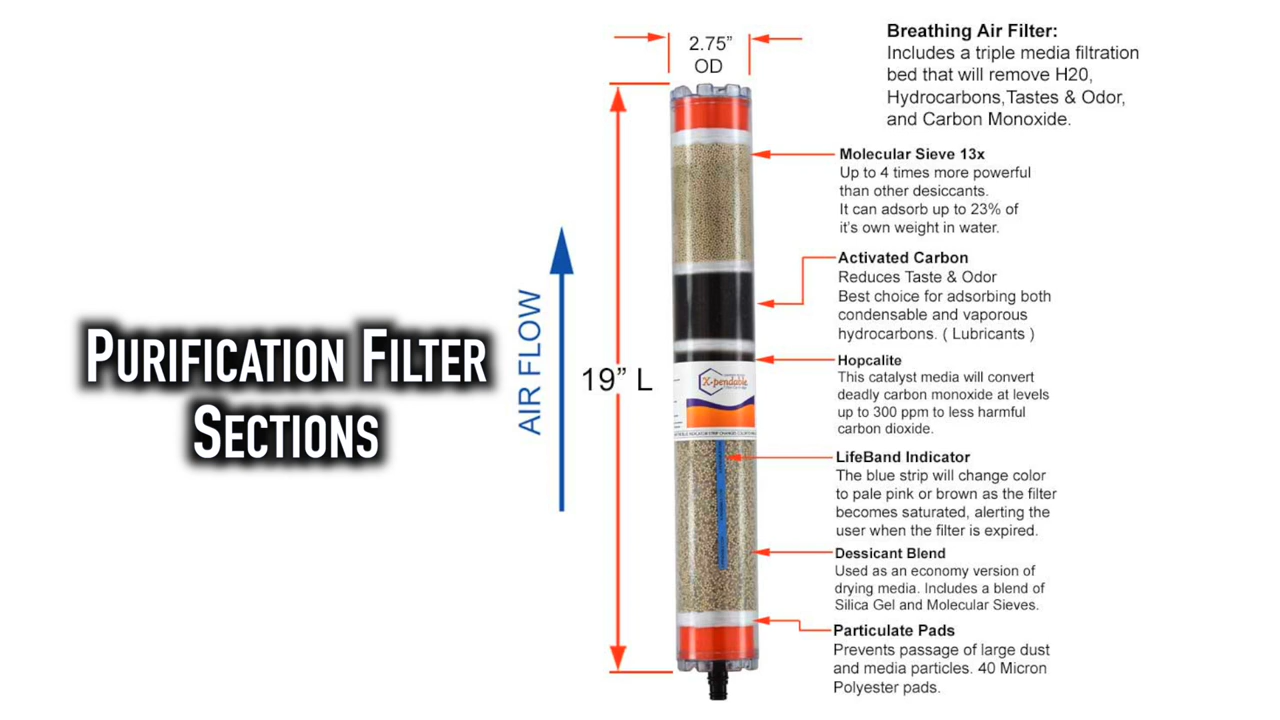 PURIFICATION FILTER
SECTIONS
AIR FLOW
19” L
2.75”
OD
Breathing Air Filter:
Includes a triple media filtration
bed that will remove H20,
Hydrocarbons,Tastes & Odor,
and Carbon Monoxide.
Molecular Sieve 13x
Up to 4 times more powerful
than other desiccants.
It can adsorb up to 23% of
it’s own weight in water.
Activated Carbon
Reduces Taste & Odor
Best choice for adsorbing both
condensable and vaporous
hydrocarbons. ( Lubricants )
Hopcalite
This catalyst media will convert
deadly carbon monoxide at levels
up to 300 ppm to less harmful
carbon dioxide.
X-pendable
LifeBand Indicator
The blue strip will change color
to pale pink or brown as the filter
becomes saturated, alerting the
user when the filter is expired.
Dessicant Blend
Used as an economy version of
drying media. Includes a blend of
Silica Gel and Molecular Sieves.
Particulate Pads
Prevents passage of large dust
and media particles. 40 Micron
Polyester pads.